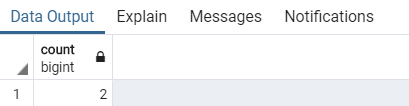 Data Output Explain Messages Notifications
count
bigint
1 2